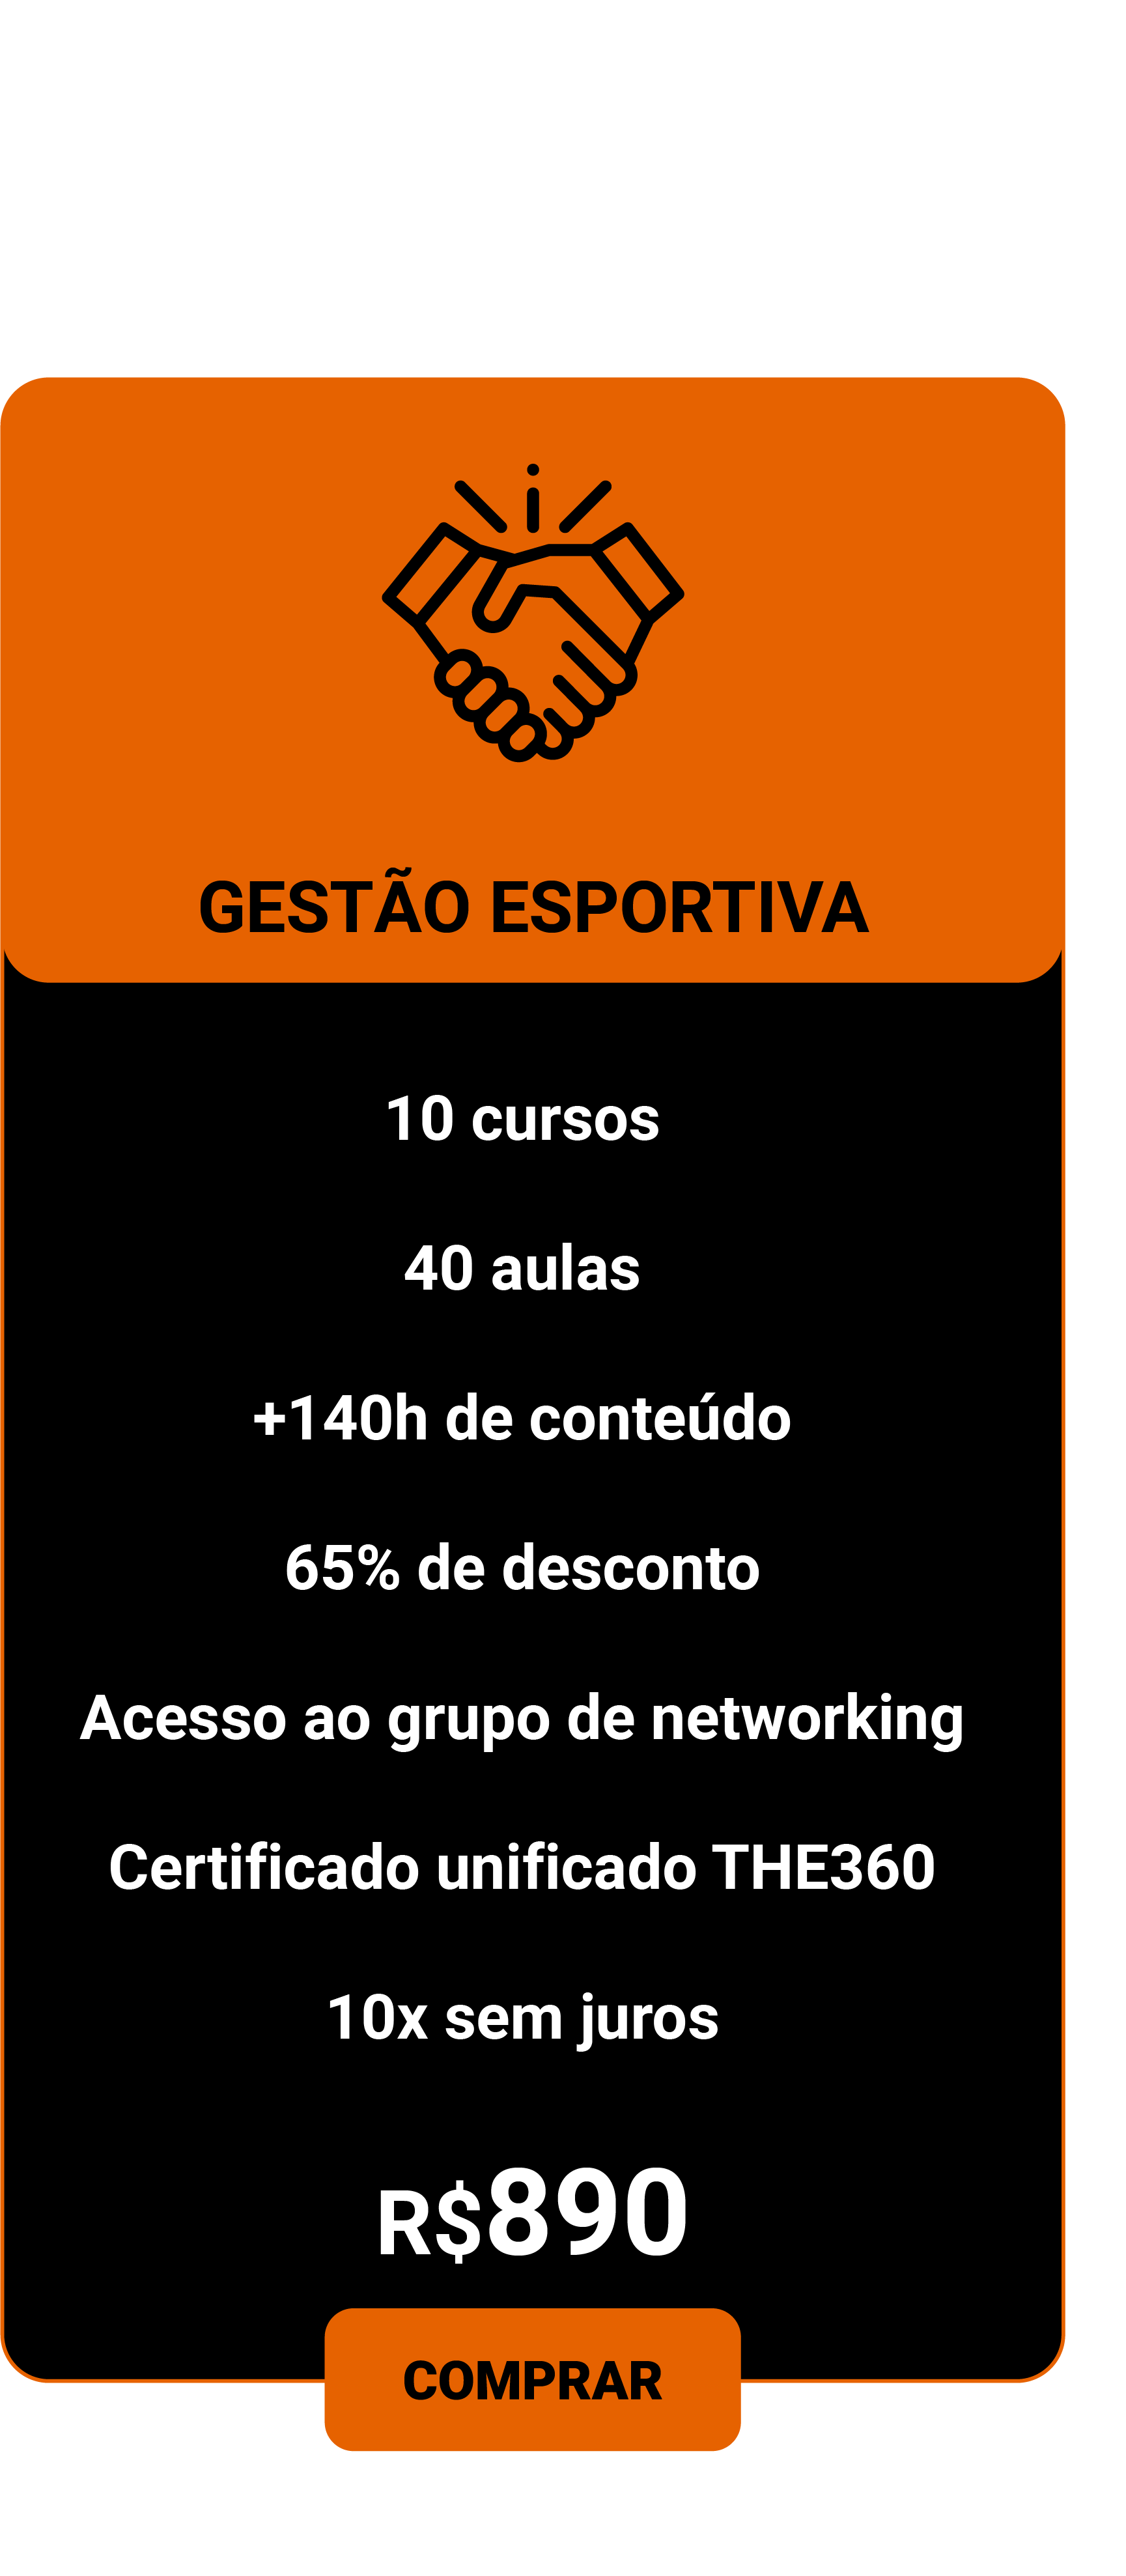 GESTÃO ESPORTIVA
10 cursos
40 aulas
+140h de conteúdo
65% de desconto
Acesso ao grupo de networking
Certificado unificado THE360
10x sem juros
R$890
COMPRAR